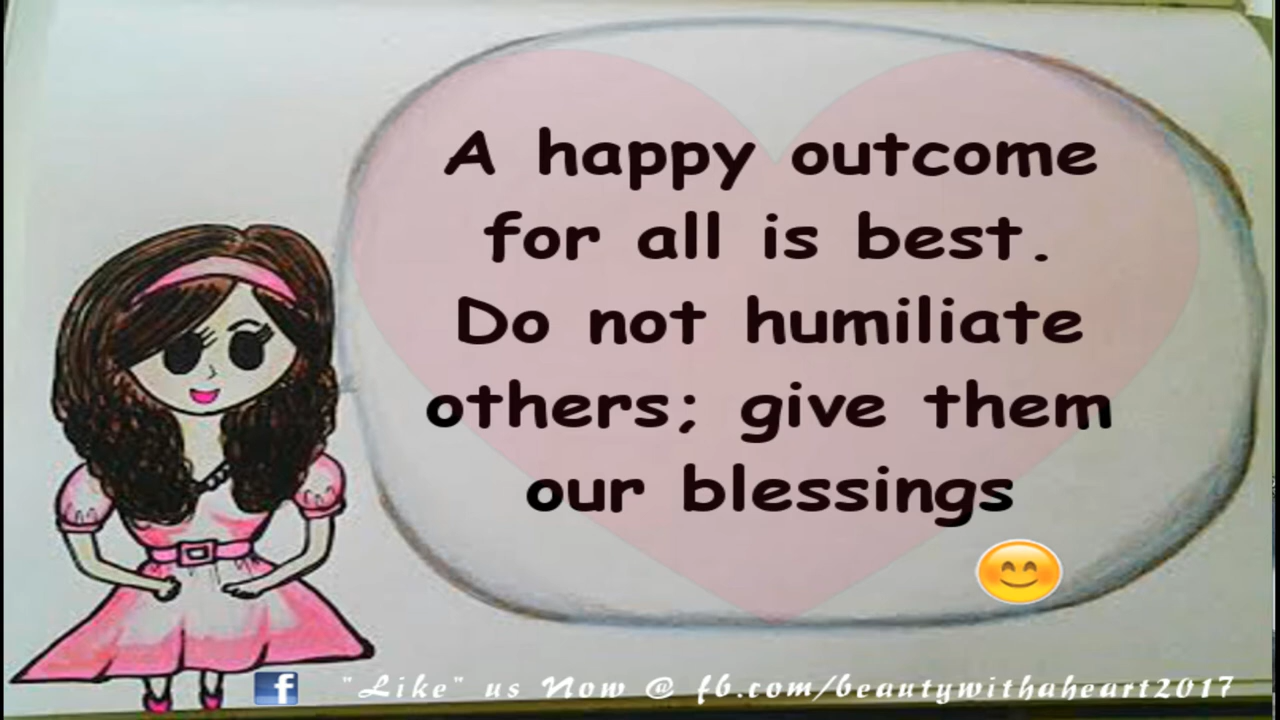 A happy outcome
for all is best.
Do not humiliate
others; give them
our blessings
f "Like" us Now @ fb.com/beautywithaheart2017